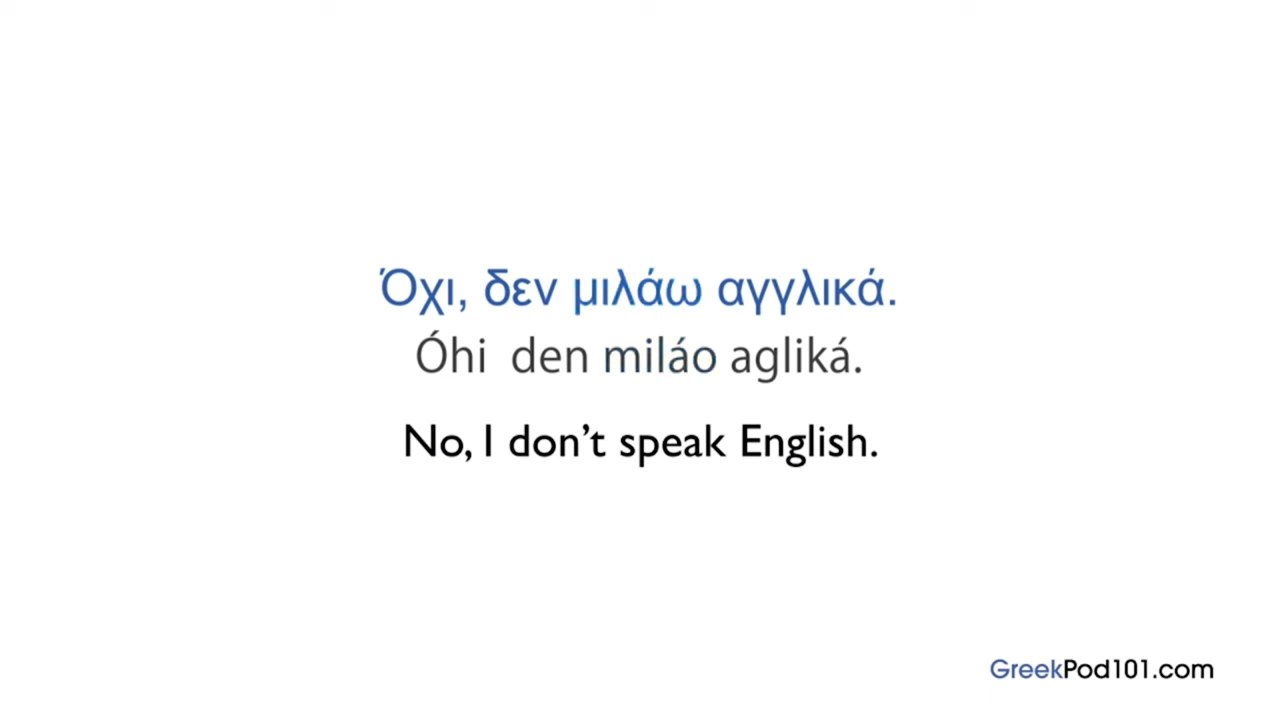 Όχι, δεν μιλάω αγγλικά.
Óhi den miláo agliká.
No, I don’t speak English.
GreekPod101.com